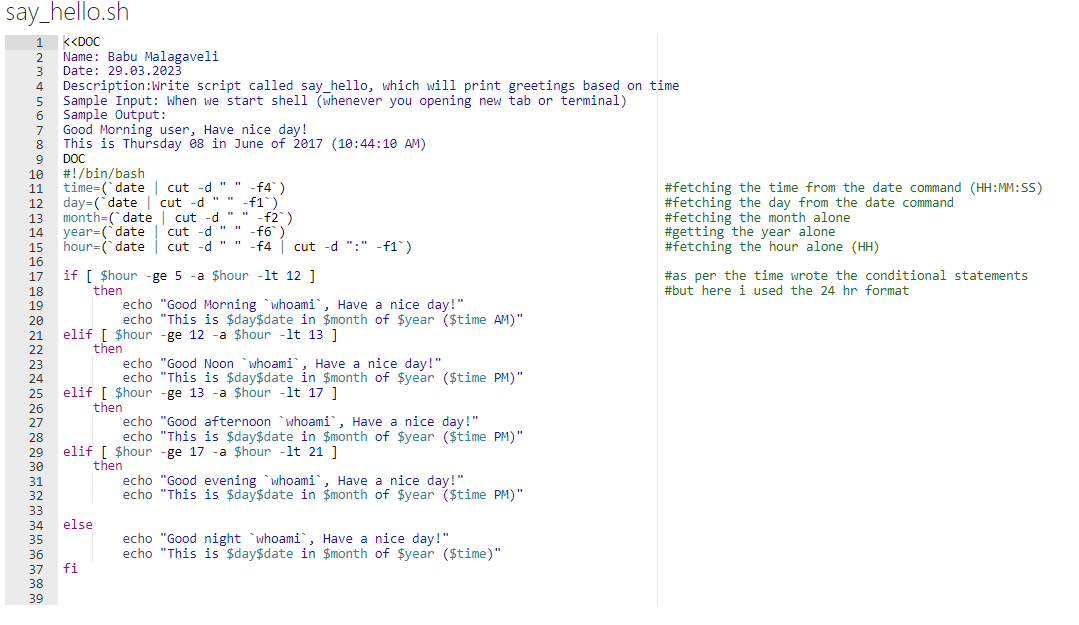 say_hello.sh
1 <<DOC
2 Name: Babu Malagaveli
3 Date: 29.03.2023
4 Description:Write script called say_hello, which will print greetings based on time
5 Sample Input: When we start shell (whenever you opening new tab or terminal)
6 Sample Output:
7 Good Morning user, Have nice day!
8 This is Thursday 08 in June of 2017 (10:44:10 AM)
9 DOC
10 #!/bin/bash
11 time=(`date | cut -d " " -f4`) #fetching the time from the date command (HH:MM:SS)
12 day=(`date | cut -d " " -f1`) #fetching the day from the date command
13 month=(`date | cut -d " " -f2`) #fetching the month alone
14 year=(`date | cut -d " " -f6`) #getting the year alone
15 hour=(`date | cut -d " " -f4 | cut -d ":" -f1`) #fetching the hour alone (HH)
16
17 if [ $hour -ge 5 -a $hour -lt 12 ] #as per the time wrote the conditional statements
18 then #but here i used the 24 hr format
19 echo "Good Morning `whoami`, Have a nice day!"
20 echo "This is $day$date in $month of $year ($time AM)"
21 elif [ $hour -ge 12 -a $hour -lt 13 ]
22 then
23 echo "Good Noon `whoami`, Have a nice day!"
24 echo "This is $day$date in $month of $year ($time PM)"
25 elif [ $hour -ge 13 -a $hour -lt 17 ]
26 then
27 echo "Good afternoon `whoami`, Have a nice day!"
28 echo "This is $day$date in $month of $year ($time PM)"
29 elif [ $hour -ge 17 -a $hour -lt 21 ]
30 then
31 echo "Good evening `whoami`, Have a nice day!"
32 echo "This is $day$date in $month of $year ($time PM)"
33
34 else
35 echo "Good night `whoami`, Have a nice day!"
36 echo "This is $day$date in $month of $year ($time)"
37 fi
38
39